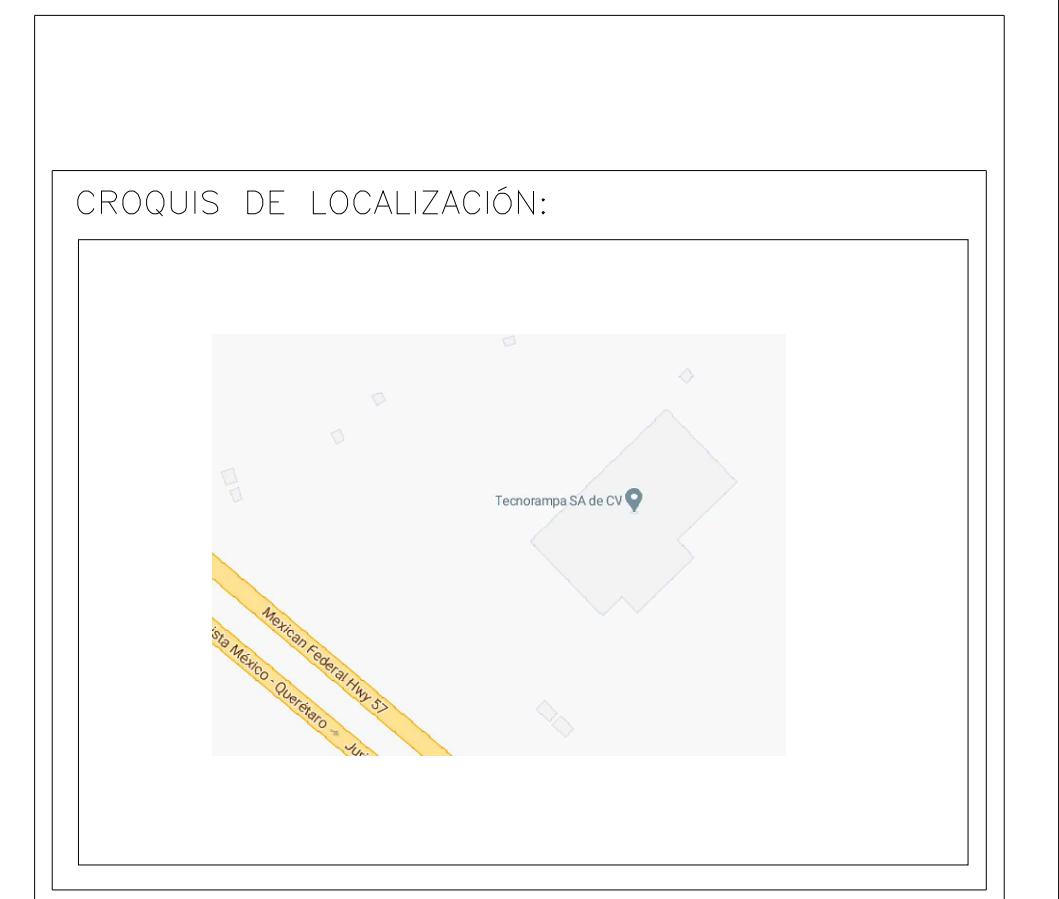 CROQUIS DE LOCALIZACIÓN:
Tecnorampa SA de CV
Mexican Federal Hwy 57
ista México - Querétaro